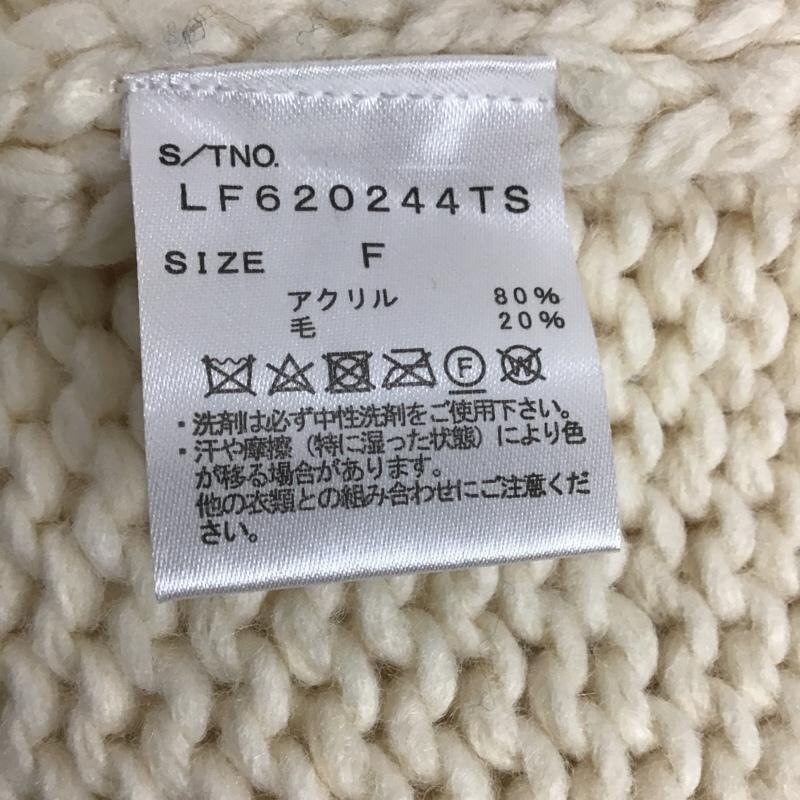 S/TNO.
LF620244TS
SIZE F
アクリル 80%
毛 20%
F W
・洗剤は必ず中性洗剤をご使用下さい。
・汗や摩擦（特に湿った状態）により色
が移る場合があります。
他の衣類との組み合わせにご注意くだ
さい。